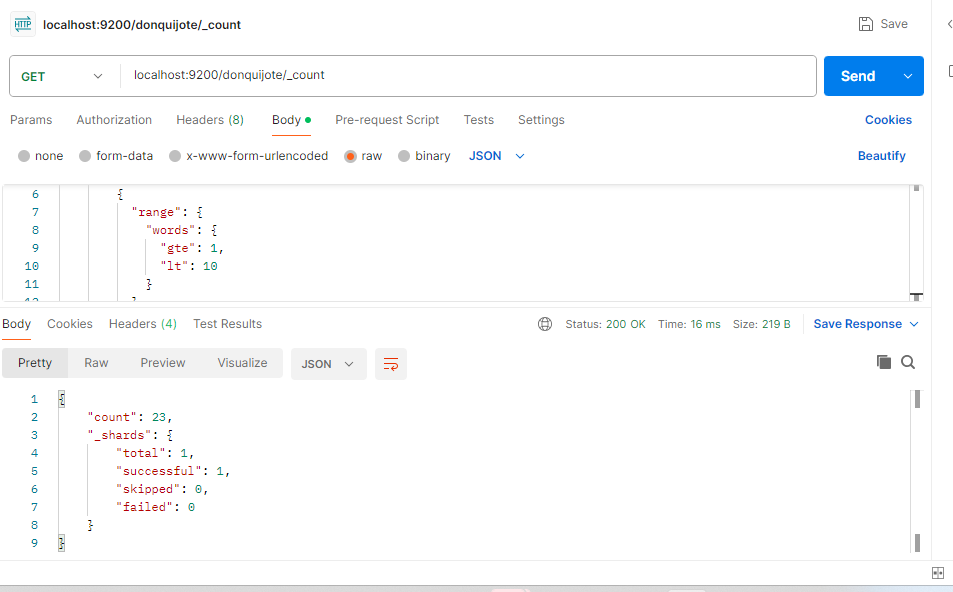 HTTP localhost:9200/donquijote/_count Save
GET localhost:9200/donquijote/_count Send
Params Authorization Headers (8) Body Pre-request Script Tests Settings Cookies
none form-data x-www-form-urlencoded raw binary JSON Beautify
6 {
7 "range": {
8 "words": {
9 "gte": 1,
10 "lt": 10
11 }
Body Cookies Headers (4) Test Results Status: 200 OK Time: 16 ms Size: 219 B Save Response
Pretty Raw Preview Visualize JSON
1 {
2 "count": 23,
3 "_shards": {
4 "total": 1,
5 "successful": 1,
6 "skipped": 0,
7 "failed": 0
8 }
9 }